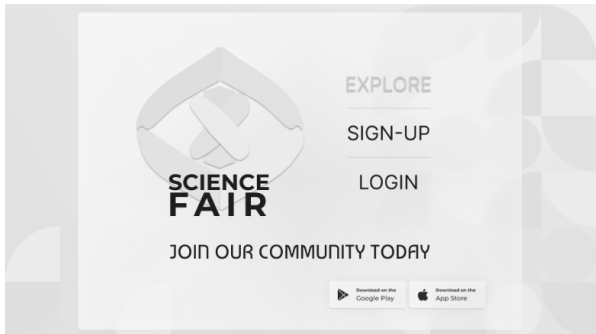 EXPLORE
SIGN-UP
LOGIN
SCIENCE
FAIR
JOIN OUR COMMUNITY TODAY
Download on the
Google Play
Download on the
App Store